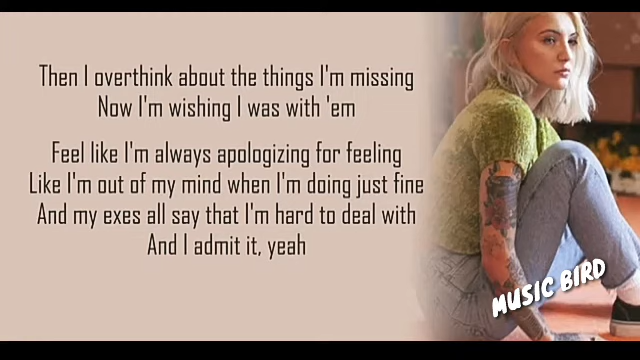 Then I overthink about the things I'm missing
Now I'm wishing I was with 'em
Feel like I'm always apologizing for feeling
Like I'm out of my mind when I'm doing just fine
And my exes all say that I'm hard to deal with
And I admit it, yeah
MUSIC BIRD